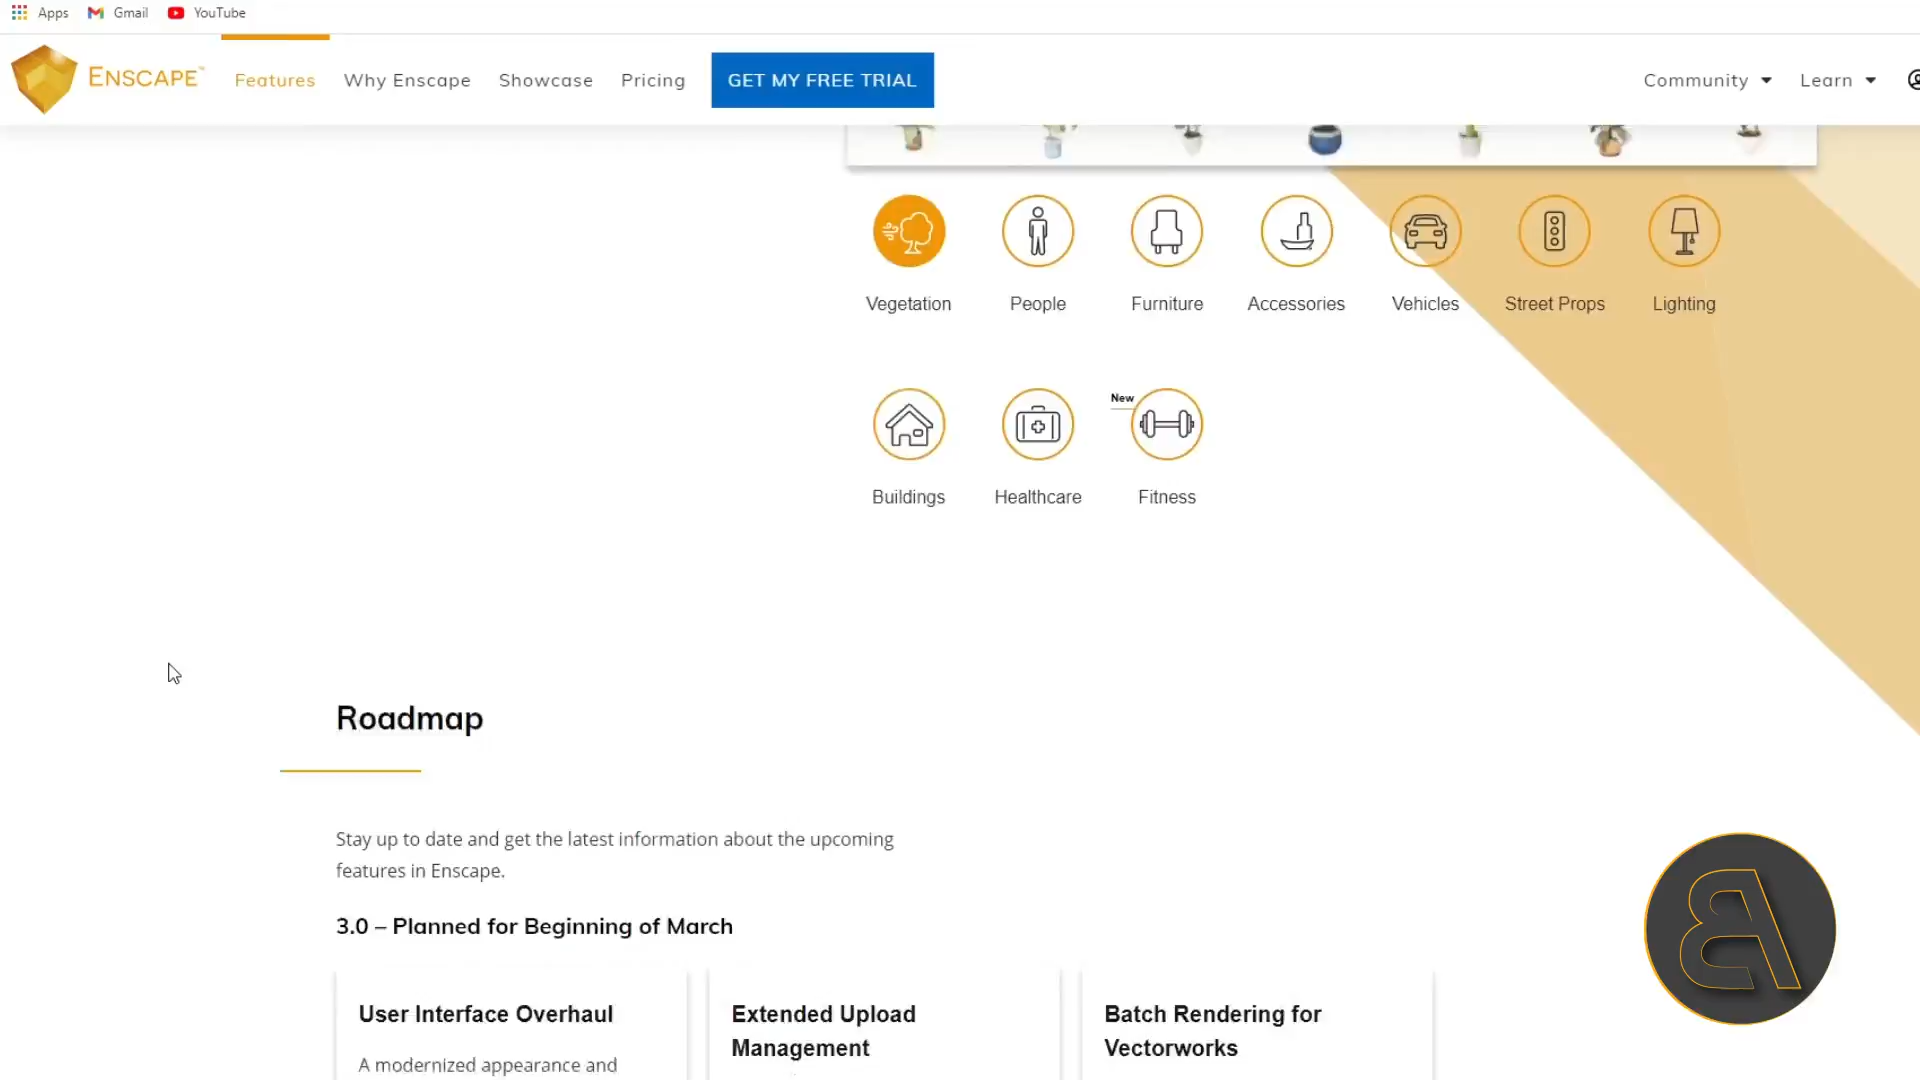 Apps Gmail YouTube
ENSCAPE™ Features Why Enscape Showcase Pricing GET MY FREE TRIAL Community Learn
Vegetation People Furniture Accessories Vehicles Street Props Lighting
New
Buildings Healthcare Fitness
Roadmap
Stay up to date and get the latest information about the upcoming
features in Enscape.
3.0 – Planned for Beginning of March
User Interface Overhaul
A modernized appearance and
Extended Upload
Management
Batch Rendering for
Vectorworks